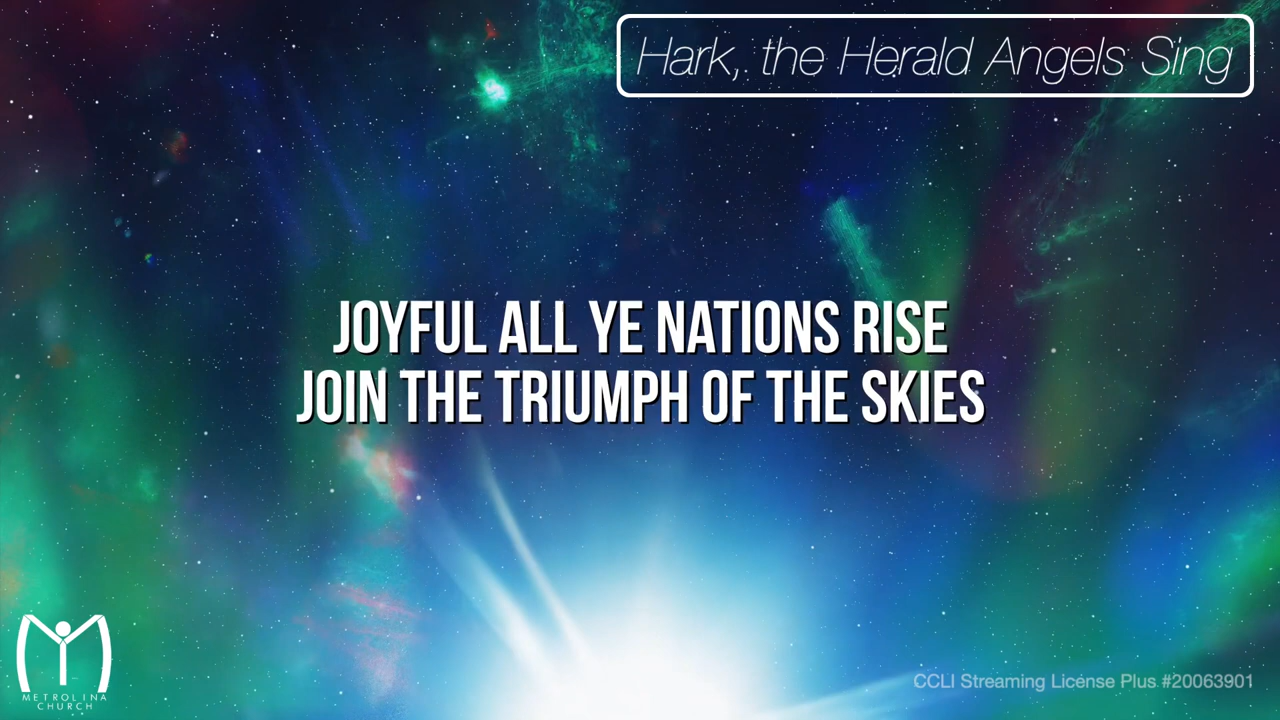 Hark, the Herald Angels Sing
JOYFUL ALL YE NATIONS RISE
JOIN THE TRIUMPH OF THE SKIES
METROLINA
CHURCH
CCLI Streaming License Plus #20063901